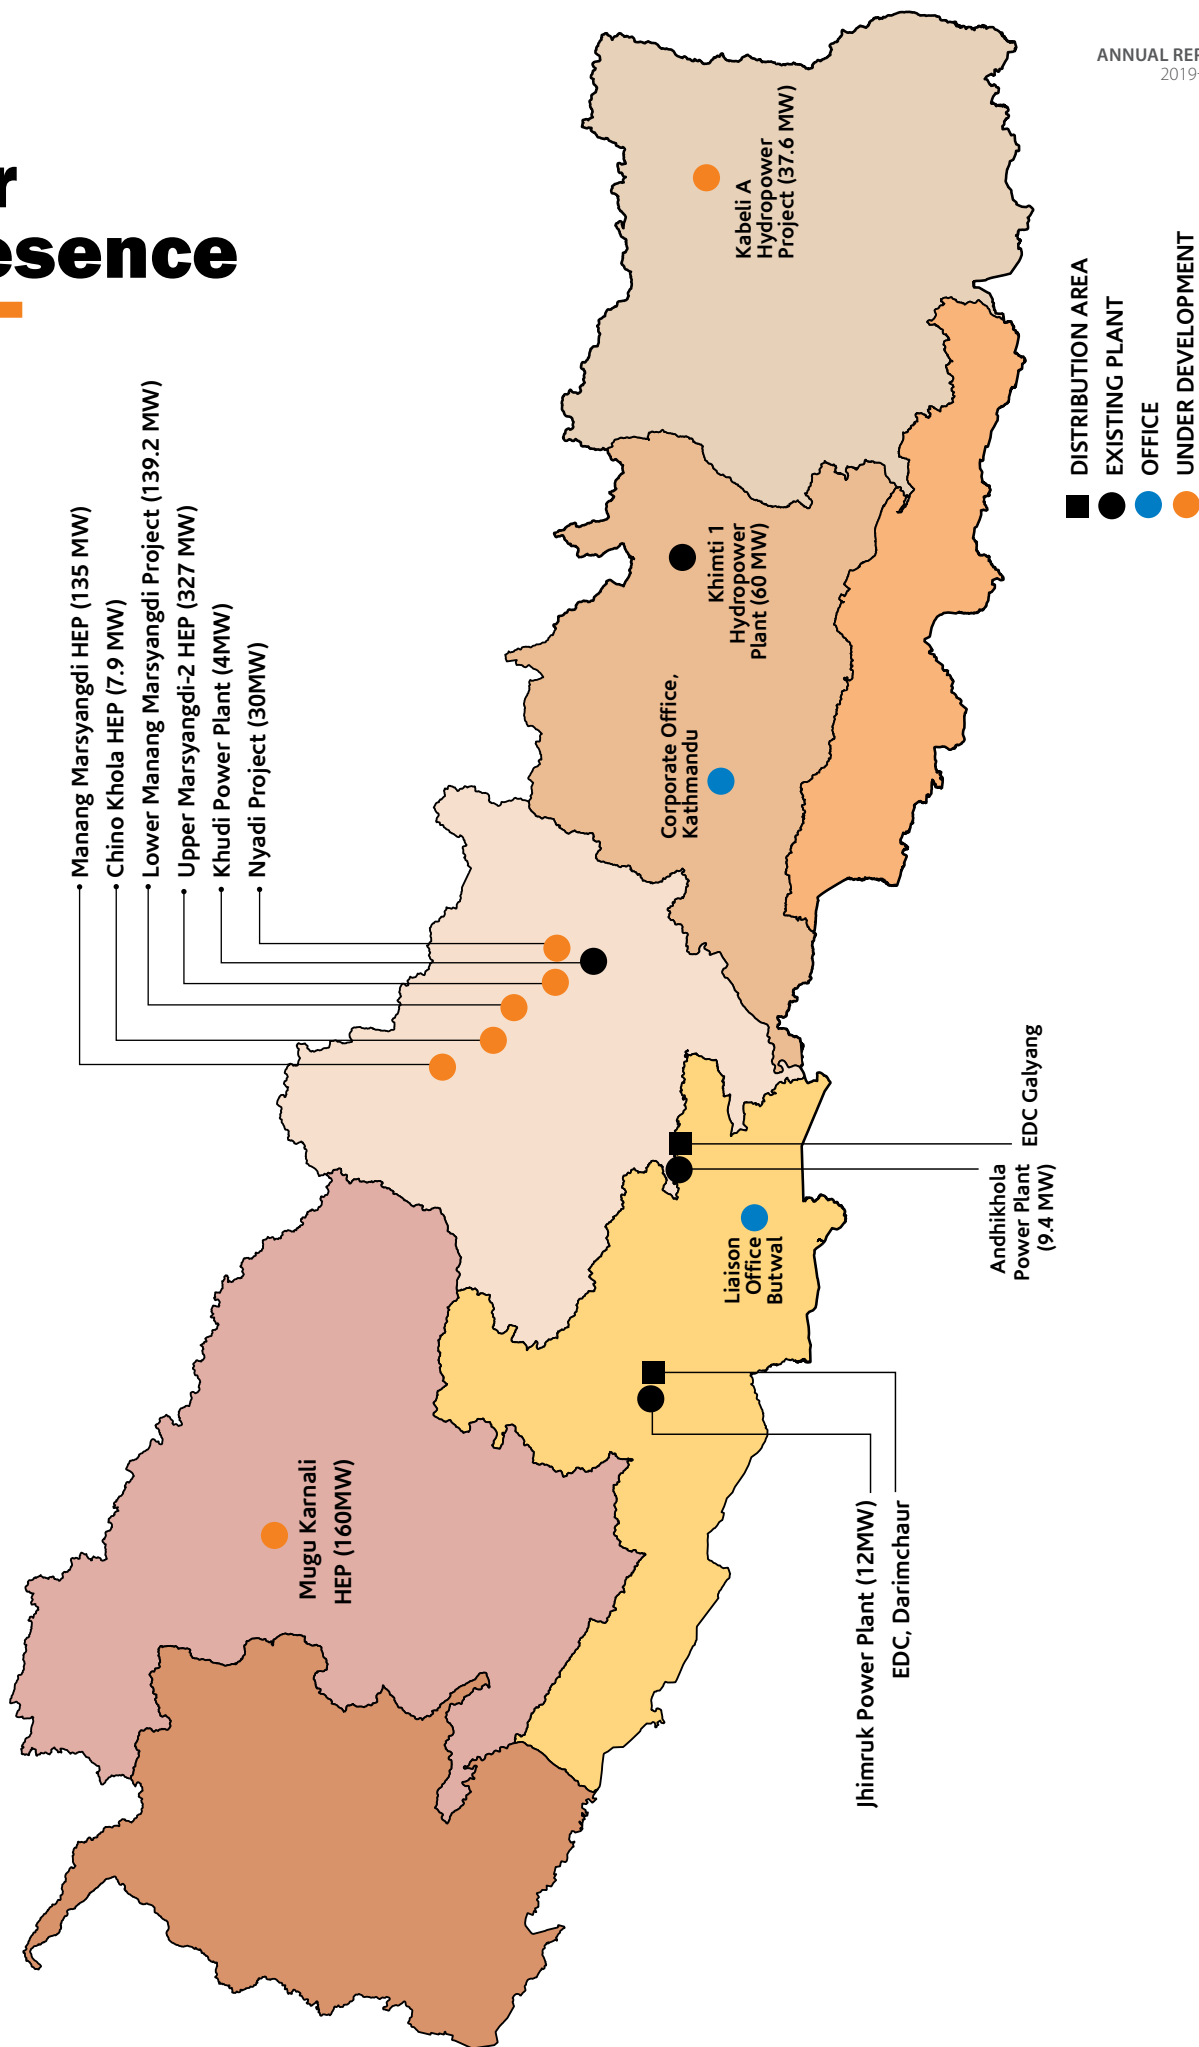 r
esence
ANNUAL REP
2019-
Manang Marsyangdi HEP (135 MW)
Chino Khola HEP (7.9 MW)
Lower Manang Marsyangdi Project (139.2 MW)
Upper Marsyangdi-2 HEP (327 MW)
Khudi Power Plant (4MW)
Nyadi Project (30MW)
Kabeli A
Hydropower
Project (37.6 MW)
Khimti 1
Hydropower
Plant (60 MW)
Corporate Office,
Kathmandu
Liaison
Office
Butwal
Mugu Karnali
HEP (160MW)
Andhikhola
Power Plant
(9.4 MW)
EDC Galyang
Jhimruk Power Plant (12MW)
EDC, Darimchaur
DISTRIBUTION AREA
EXISTING PLANT
OFFICE
UNDER DEVELOPMENT